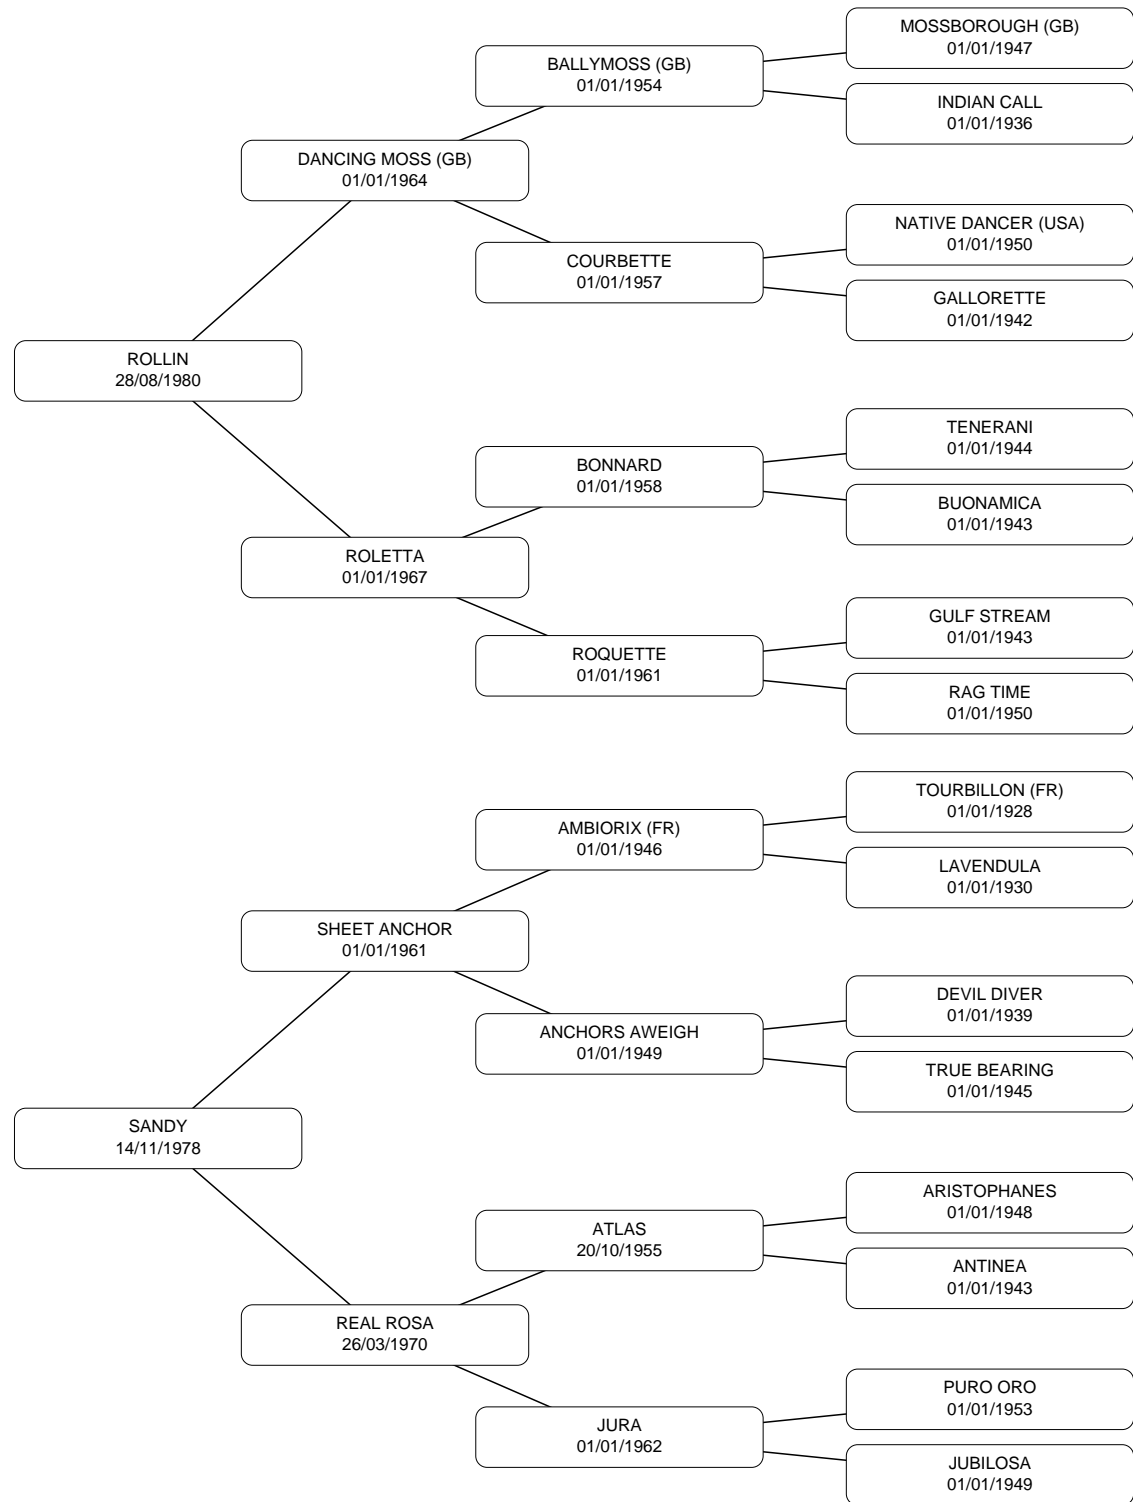 MOSSBOROUGH (GB)
01/01/1947
BALLYMOSS (GB)
01/01/1954
INDIAN CALL
01/01/1936
DANCING MOSS (GB)
01/01/1964
NATIVE DANCER (USA)
01/01/1950
COURBETTE
01/01/1957
GALLORETTE
01/01/1942
ROLLIN
28/08/1980
TENERANI
01/01/1944
BONNARD
01/01/1958
BUONAMICA
01/01/1943
ROLETTA
01/01/1967
GULF STREAM
01/01/1943
ROQUETTE
01/01/1961
RAG TIME
01/01/1950
TOURBILLON (FR)
01/01/1928
AMBIORIX (FR)
01/01/1946
LAVENDULA
01/01/1930
SHEET ANCHOR
01/01/1961
DEVIL DIVER
01/01/1939
ANCHORS AWEIGH
01/01/1949
TRUE BEARING
01/01/1945
SANDY
14/11/1978
ARISTOPHANES
01/01/1948
ATLAS
20/10/1955
ANTINEA
01/01/1943
REAL ROSA
26/03/1970
PURO ORO
01/01/1953
JURA
01/01/1962
JUBILOSA
01/01/1949